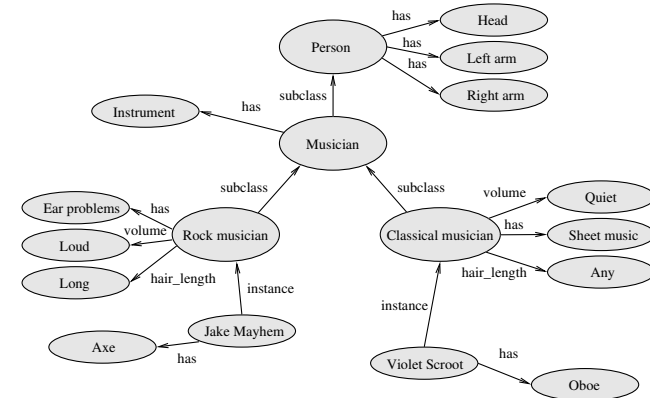 has
Head
Person
has
Left arm
has
Right arm
subclass
Instrument
has
Musician
subclass
subclass
Ear problems
has
volume
Loud
Rock musician
Long
hair_length
volume
Quiet
Classical musician
has
Sheet music
hair_length
Any
instance
instance
Jake Mayhem
Axe
has
Violet Scroot
has
Oboe